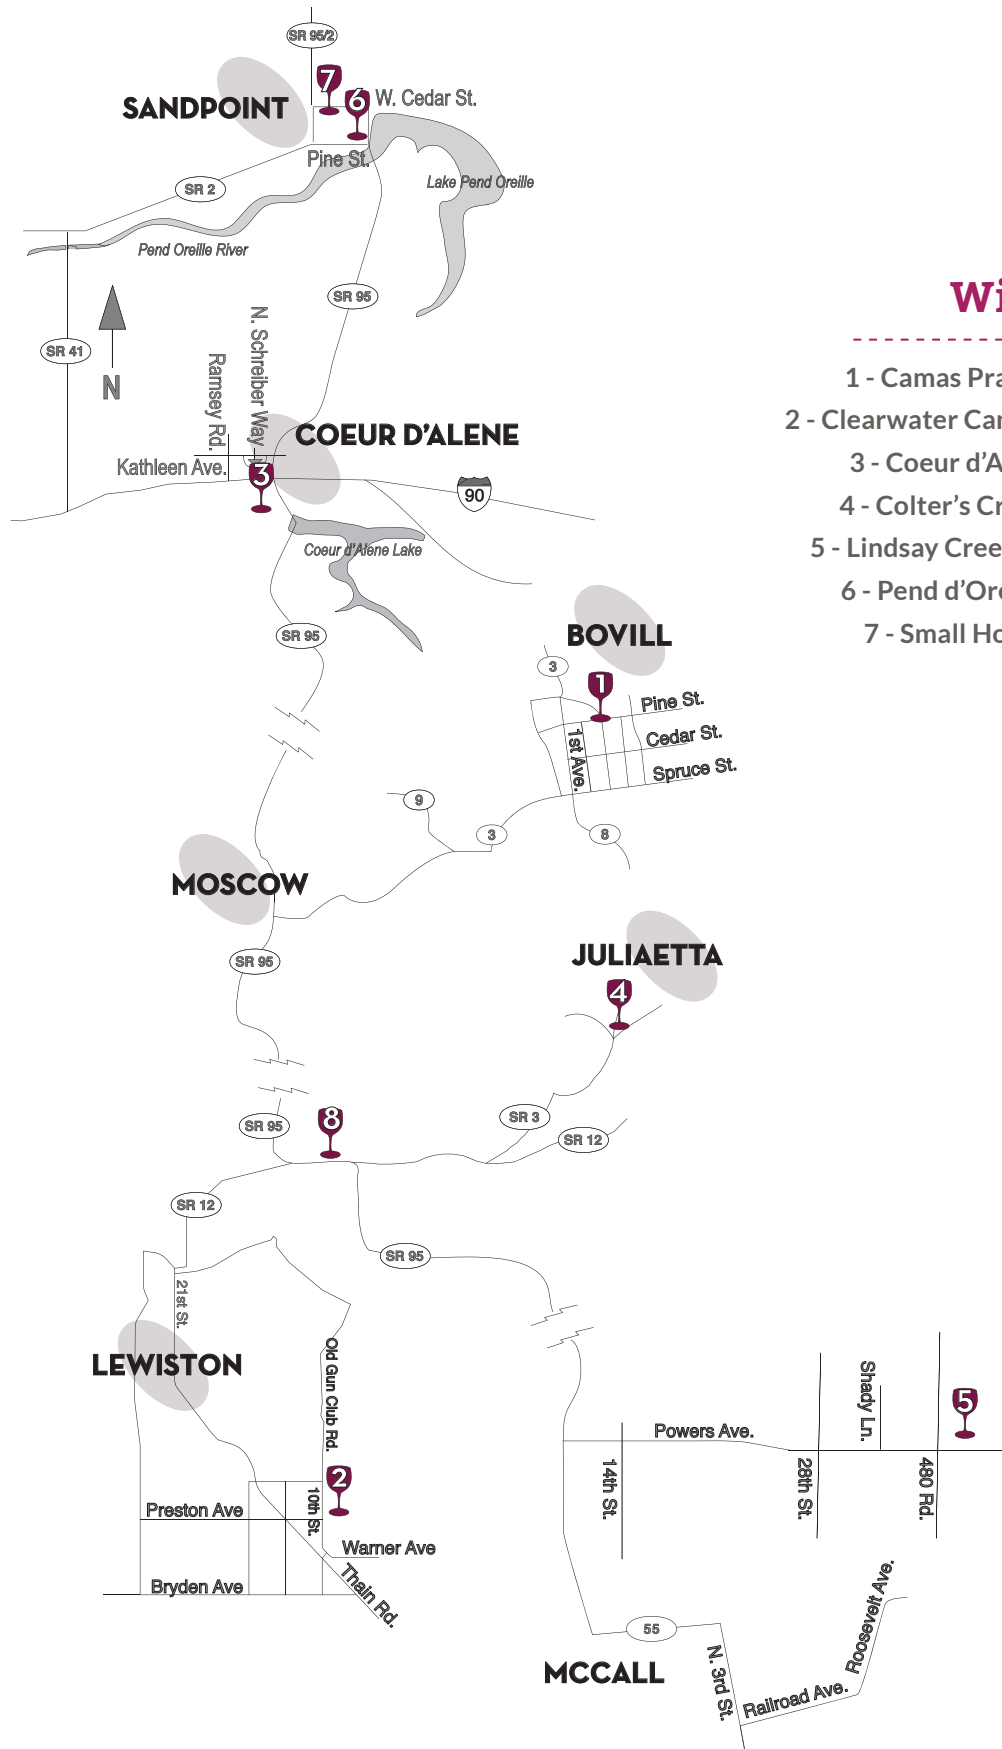 SR 95/2
7
6
W. Cedar St.
SANDPOINT
Pine St.
Lake Pend Oreille
SR 2
Pend Oreille River
SR 95
SR 41
N
N. Schreiber Way
Ramsey Rd.
COEUR D'ALENE
Kathleen Ave.
3
90
Coeur d'Alene Lake
SR 95
Wi
1 - Camas Pra
2 - Clearwater Can
3 - Coeur d'A
4 - Colter's Cr
5 - Lindsay Cree
6 - Pend d'Ore
7 - Small Ho
BOVILL
3
1
Pine St.
1st Ave.
Cedar St.
Spruce St.
9
3
8
MOSCOW
SR 95
JULIAETTA
4
SR 3
SR 12
SR 95
8
SR 12
SR 95
21st St.
LEWISTON
Old Gun Club Rd.
2
10th St.
Preston Ave
Warner Ave
Bryden Ave
Thain Rd.
Powers Ave.
Shady Ln.
5
14th St.
28th St.
480 Rd.
55
MCCALL
N. 3rd St.
Railroad Ave.
Roosevelt Ave.